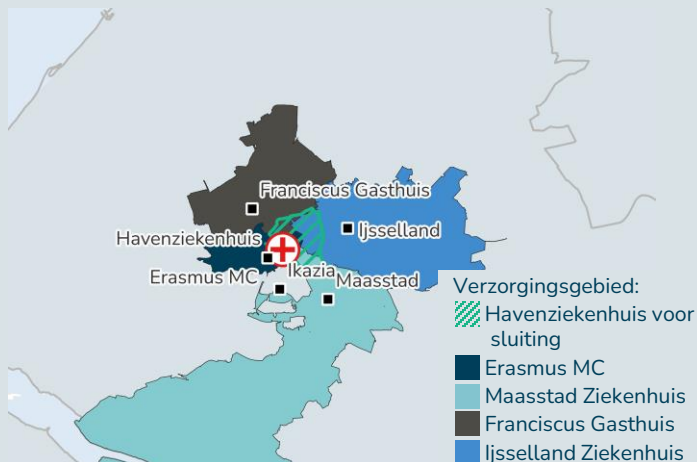 Franciscus Gasthuis
Havenziekenhuis
Ijsselland
Erasmus MC
Ikazia
Maasstad
Verzorgingsgebied:
Havenziekenhuis voor
sluiting
Erasmus MC
Maasstad Ziekenhuis
Franciscus Gasthuis
Ijsselland Ziekenhuis